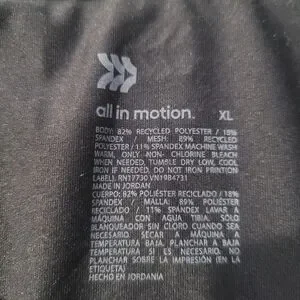 all in motion. XL
BODY: 82% RECYCLED POLYESTER / 18%
SPANDEX / MESH: 89% RECYCLED
POLYESTER / 11% SPANDEX MACHINE WASH
WARM, ONLY NON- CHLORINE BLEACH
WHEN NEEDED, TUMBLE DRY LOW, COOL
IRON IF NEEDED, DO NOT IRON PRINTION
LABEL). RN17730 VN1984731
MADE IN JORDAN
CUERPO: 82% POLIÉSTER RECICLADO / 18%
SPANDEX - MALLA: 89% POLIÉSTER
RECICLADO / 11% SPANDEX LAVAR A
MÁQUINA CON AGUA TIBIA. SÓLO
BLANQUEADOR SIN CLORO CUANDO SEA
NECESARIO SECAR A MÁQUINA A
TEMPERATURA BAJA. PLANCHAR A BAJA
TEMPERATURA SI ES NECESARIO. NO
PLANCHAR SOBRE LA IMPRESIÓN (EN LA
ETIQUETA)
HECHO EN JORDANIA